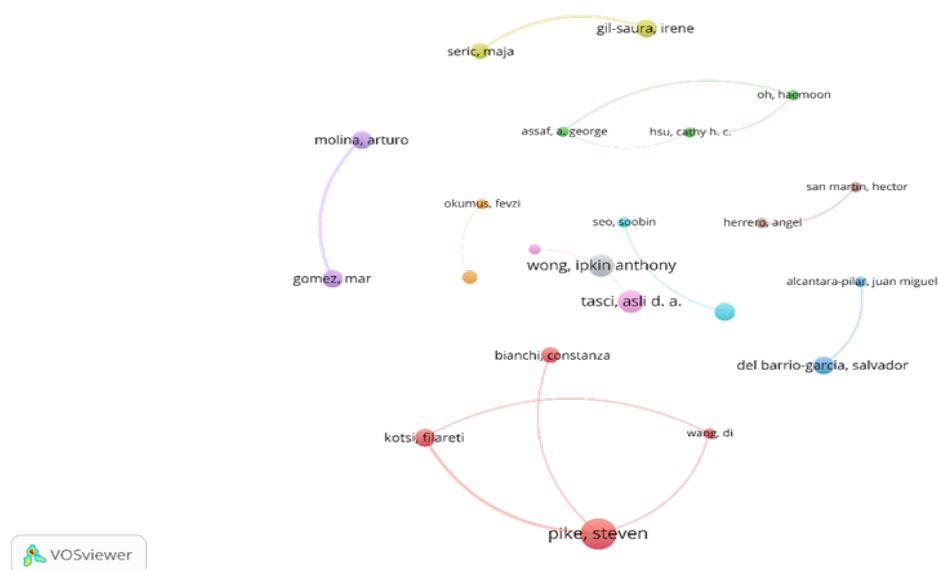 gil-saura, irene
seric, maja
oh, haemoon
assaf, a. george
hsu, cathy h. c.
molina, arturo
san martin, hector
okumus, fevzi
seo, soobin
herrero, angel
wong, ipkin anthony
gomez, mar
alcantara-pilar, juan miguel
tasci, asli d. a.
bianchi, constanza
del barrio-garcia, salvador
kotsi, filareti
wang, di
pike, steven
VOSviewer